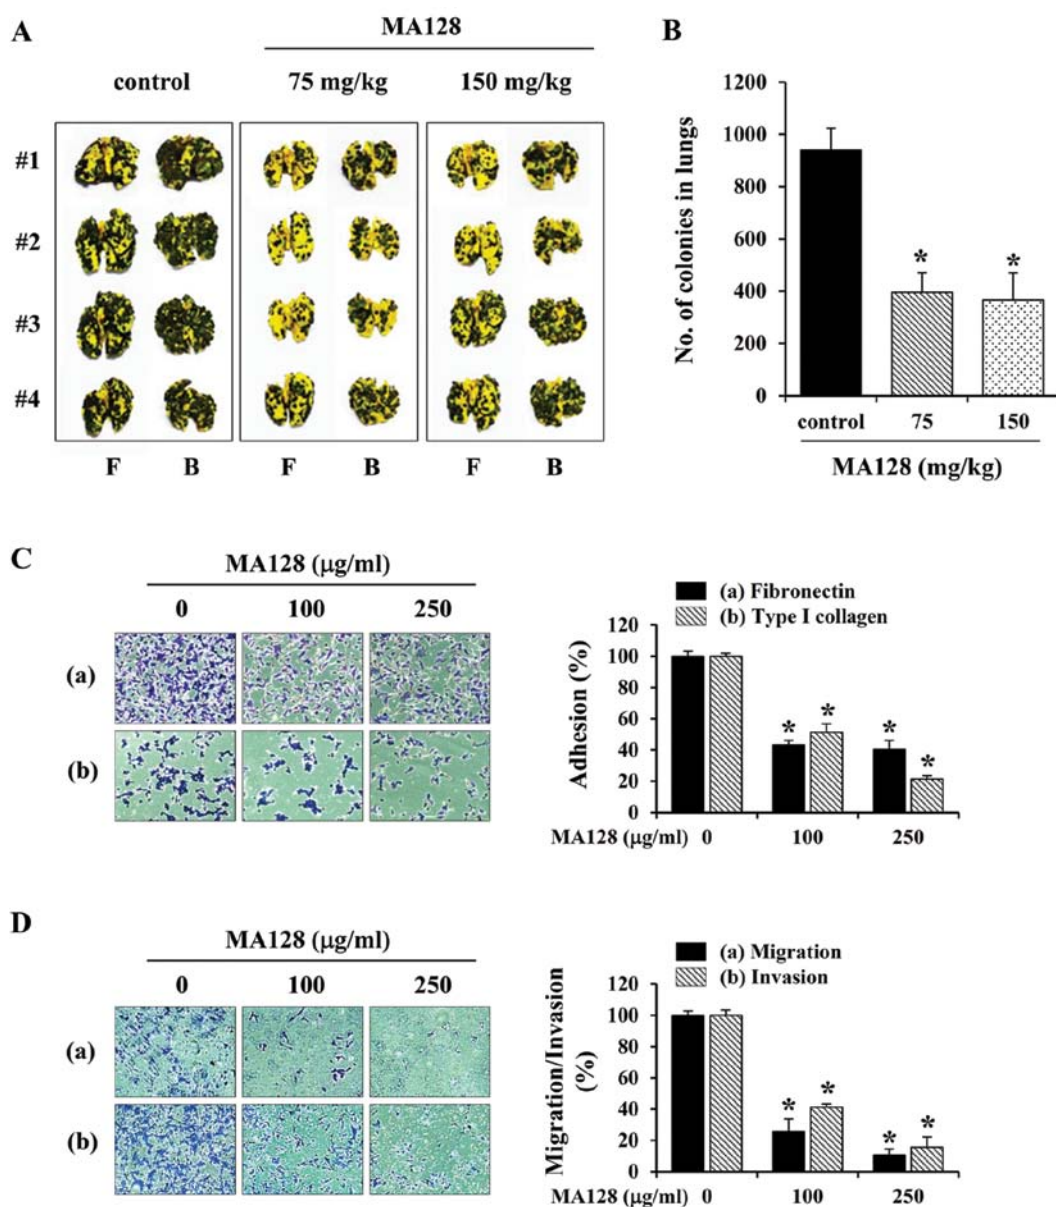 A
MA128
control 75 mg/kg 150 mg/kg
#1
#2
#3
#4
F B F B F B
B
No. of colonies in lungs
1200
1000
800
600
400
200
0
* *
control 75 150
MA128 (mg/kg)
C
MA128 (μg/ml)
0 100 250
(a)
(b)
(a) Fibronectin
(b) Type I collagen
Adhesion (%)
120
100
80
60
40
20
0
* * * *
MA128 (μg/ml) 0 100 250
D
MA128 (μg/ml)
0 100 250
(a)
(b)
(a) Migration
(b) Invasion
Migration/Invasion
(%)
120
100
80
60
40
20
0
* * * *
MA128 (μg/ml) 0 100 250